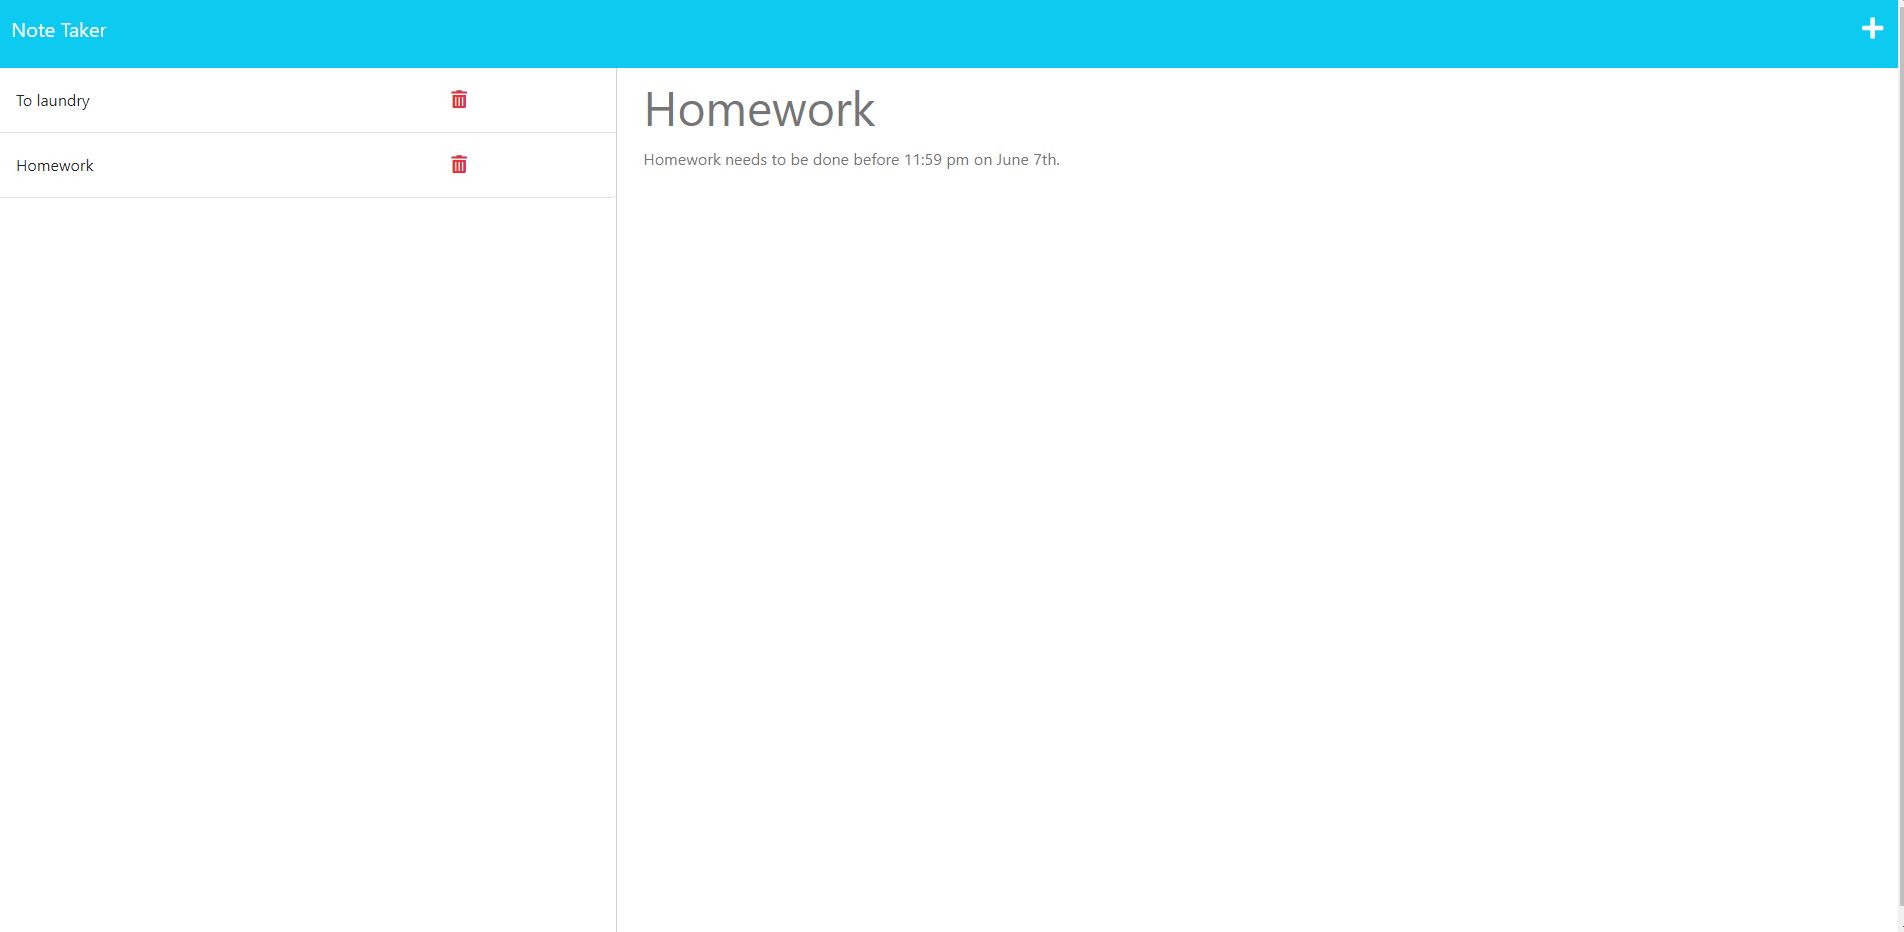 Note Taker
To laundry
Homework
Homework
Homework needs to be done before 11:59 pm on June 7th.